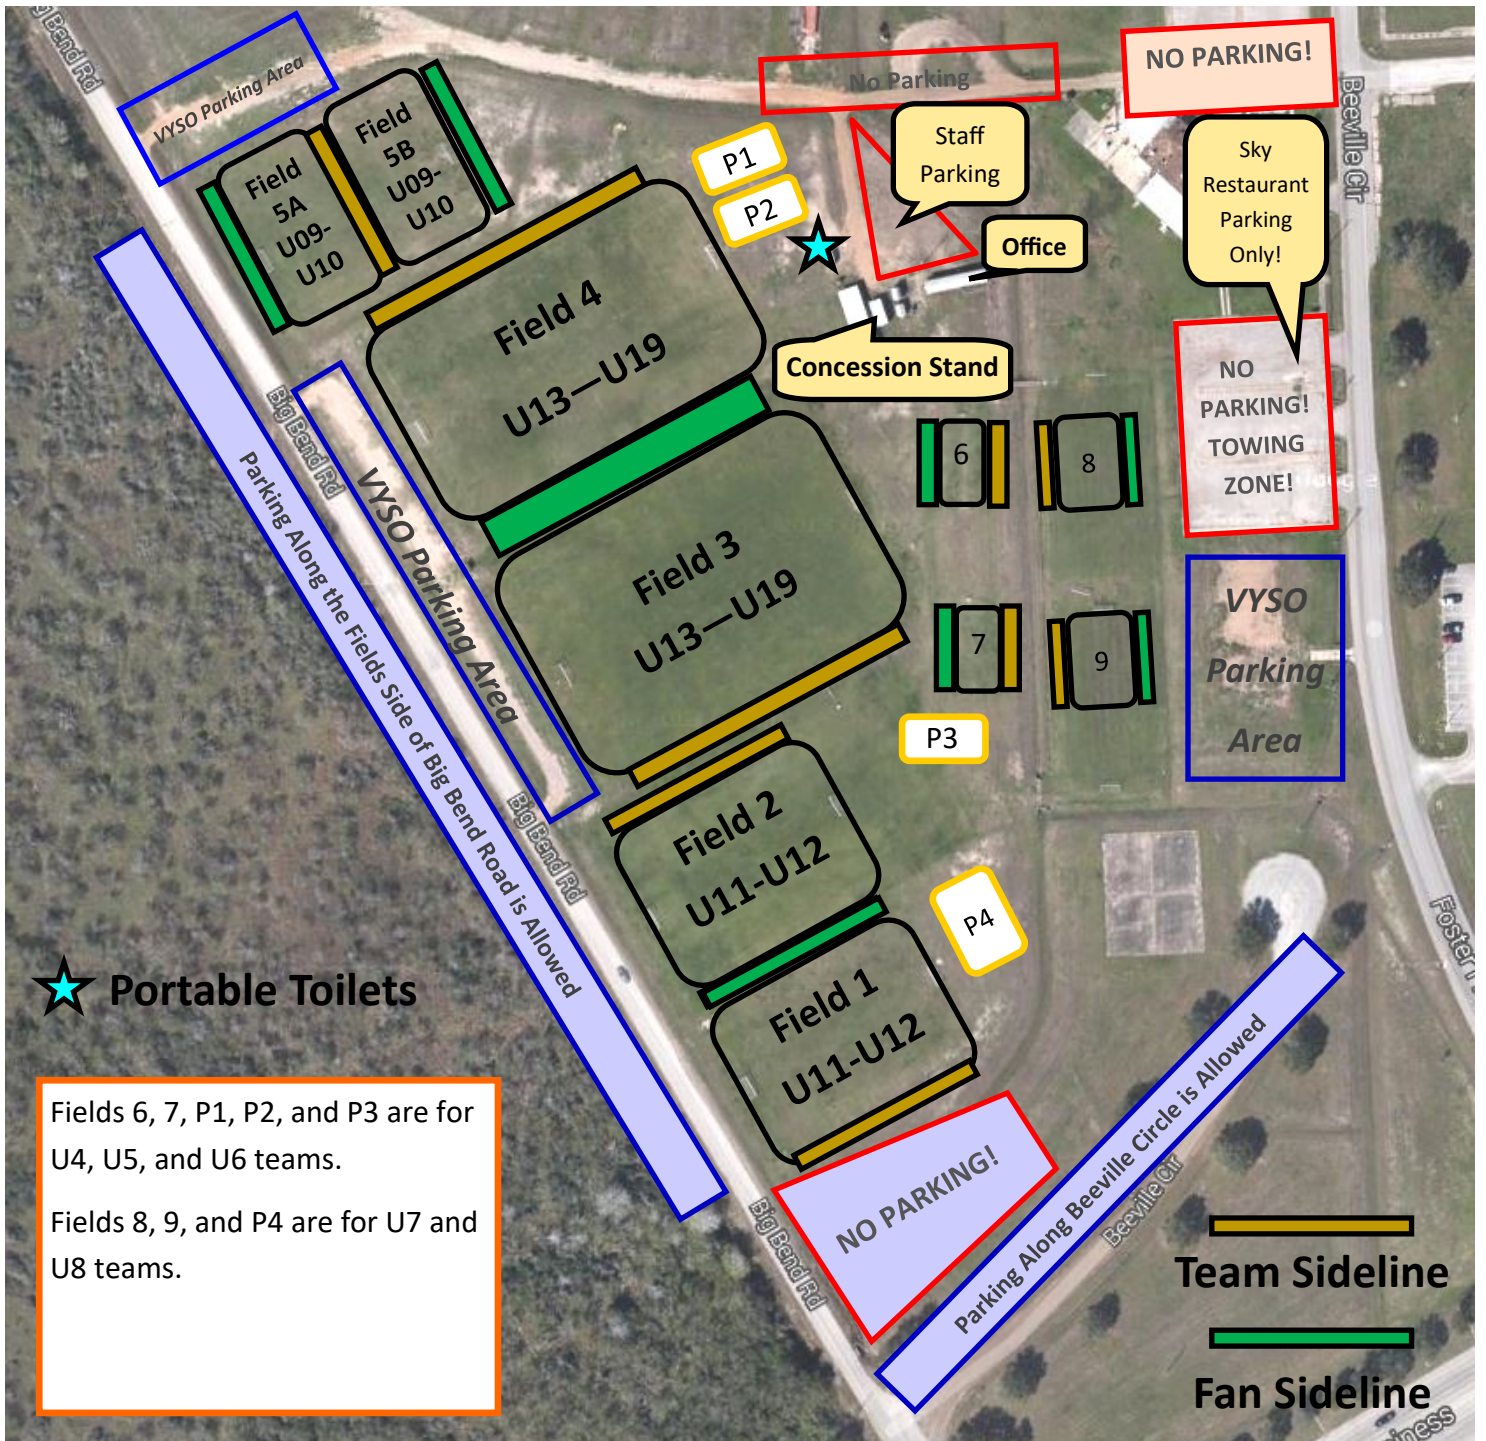 Big Bend Rd
VYSO Parking Area
No Parking
NO PARKING!
Beeville Cir
Staff
Parking
Sky
Restaurant
Parking
Only!
Office
P1
P2
Field
5A
U09-
U10
Field
5B
U09-
U10
Field 4
U13—U19
Concession Stand
NO
PARKING!
TOWING
ZONE!
Big Bend Rd
VYSO Parking Area
Parking Along the Fields Side of Big Bend Road is Allowed
6
8
Field 3
U13—U19
7
9
VYSO
Parking
Area
P3
Big Bend Rd
Field 2
U11-U12
P4
Field 1
U11-U12
Portable Toilets
Fields 6, 7, P1, P2, and P3 are for
U4, U5, and U6 teams.
Fields 8, 9, and P4 are for U7 and
U8 teams.
NO PARKING!
Big Bend Rd
Parking Along Beeville Circle is Allowed
Beeville Cir
Foster
Team Sideline
Fan Sideline